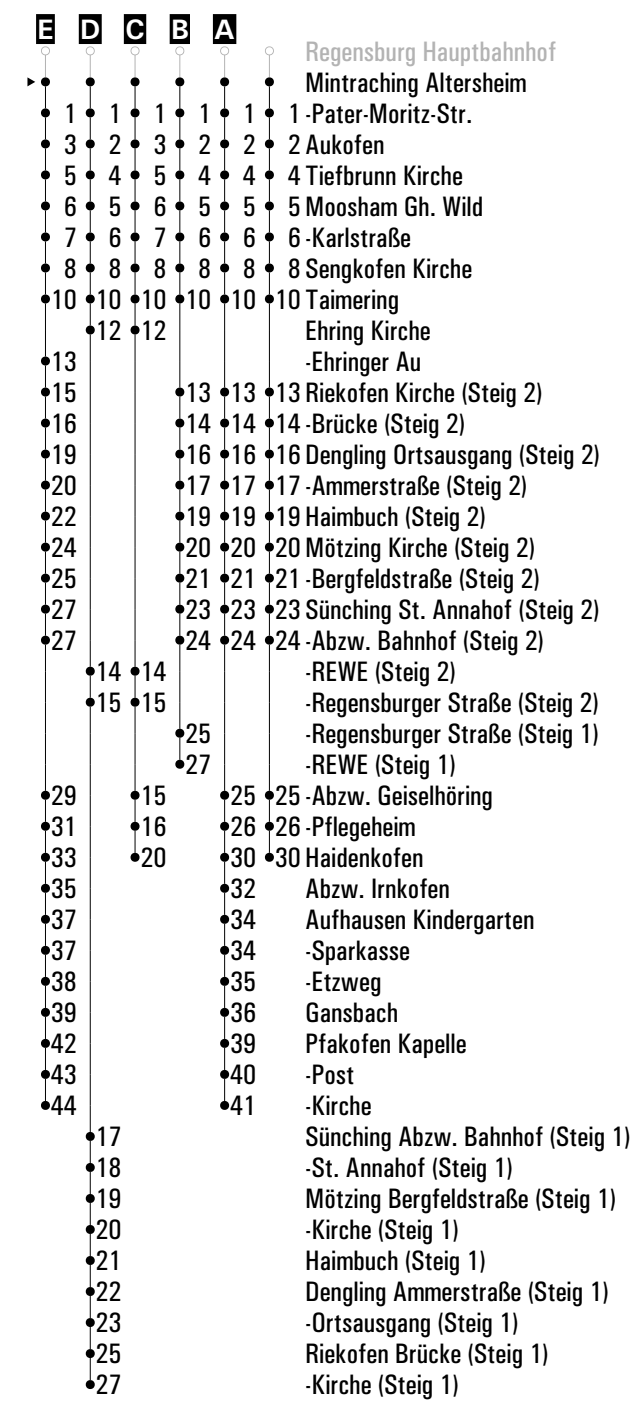 E D C B A
Regensburg Hauptbahnhof
Mintraching Altersheim
1 1 1 1 1 1 -Pater-Moritz-Str.
3 2 3 2 2 2 Aukofen
5 4 5 4 4 4 Tiefbrunn Kirche
6 5 6 5 5 5 Moosham Gh. Wild
7 6 7 6 6 6 -Karlstraße
8 8 8 8 8 8 Sengkofen Kirche
10 10 10 10 10 10 Taimering
12 12 Ehring Kirche
13 -Ehringer Au
15 13 13 13 Riekofen Kirche (Steig 2)
16 14 14 14 -Brücke (Steig 2)
19 16 16 16 Dengling Ortsausgang (Steig 2)
20 17 17 17 -Ammerstraße (Steig 2)
22 19 19 19 Haimbuch (Steig 2)
24 20 20 20 Mötzing Kirche (Steig 2)
25 21 21 21 -Bergfeldstraße (Steig 2)
27 23 23 23 Sünching St. Annahof (Steig 2)
27 24 24 24 -Abzw. Bahnhof (Steig 2)
14 14 -REWE (Steig 2)
15 15 -Regensburger Straße (Steig 2)
25 -Regensburger Straße (Steig 1)
27 -REWE (Steig 1)
29 15 25 25 -Abzw. Geiselhöring
31 16 26 26 -Pflegeheim
33 20 30 30 Haidenkofen
35 32 Abzw. Irnkofen
37 34 Aufhausen Kindergarten
37 34 -Sparkasse
38 35 -Etzweg
39 36 Gansbach
42 39 Pfakofen Kapelle
43 40 -Post
44 41 -Kirche
17 Sünching Abzw. Bahnhof (Steig 1)
18 -St. Annahof (Steig 1)
19 Mötzing Bergfeldstraße (Steig 1)
20 -Kirche (Steig 1)
21 Haimbuch (Steig 1)
22 Dengling Ammerstraße (Steig 1)
23 -Ortsausgang (Steig 1)
25 Riekofen Brücke (Steig 1)
27 -Kirche (Steig 1)